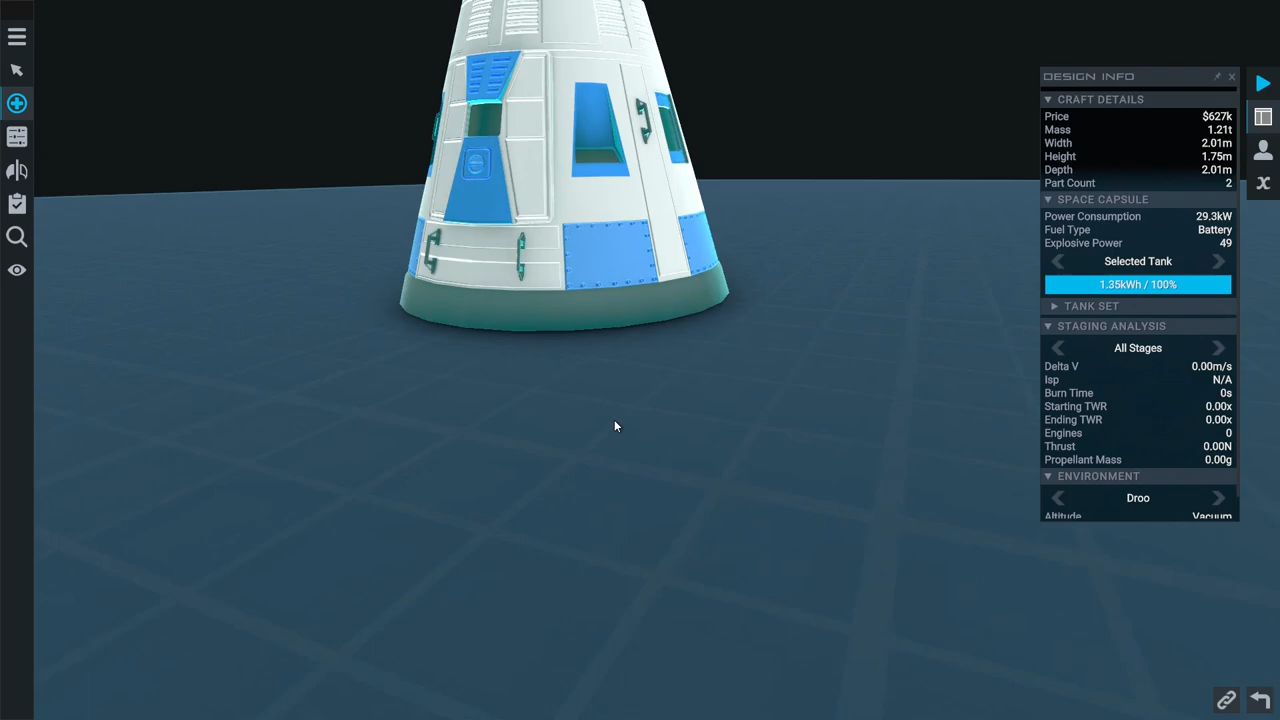 DESIGN INFO
CRAFT DETAILS
Price $627k
Mass 1.21t
Width 2.01m
Height 1.75m
Depth 2.01m
Part Count 2
SPACE CAPSULE
Power Consumption 29.3kW
Fuel Type Battery
Explosive Power 49
Selected Tank
1.35kWh / 100%
TANK SET
STAGING ANALYSIS
All Stages
Delta V 0.00m/s
Isp N/A
Burn Time 0s
Starting TWR 0.00x
Ending TWR 0.00x
Engines 0
Thrust 0.00N
Propellant Mass 0.00g
ENVIRONMENT
Droo
Altitude Vacuum